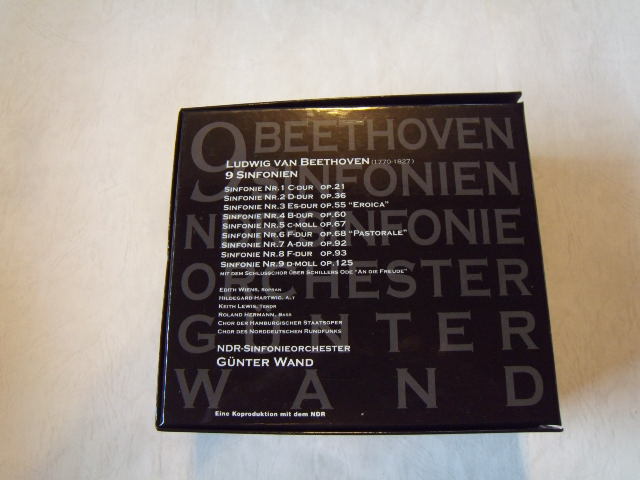 9 BEETHOVEN
SINFONIEN
NDR SINFONIE
ORCHESTER
GÜNTER
WAND
LUDWIG VAN BEETHOVEN (1770-1827)
9 SINFONIEN
SINFONIE NR.1 C-DUR OP.21
SINFONIE NR.2 D-DUR OP.36
SINFONIE NR.3 ES-DUR OP.55 "EROICA"
SINFONIE NR.4 B-DUR OP.60
SINFONIE NR.5 C-MOLL OP.67
SINFONIE NR.6 F-DUR OP.68 "PASTORALE"
SINFONIE NR.7 A-DUR OP.92
SINFONIE NR.8 F-DUR OP.93
SINFONIE NR.9 D-MOLL OP.125
MIT DEM SCHLUSSCHOR ÜBER SCHILLERS ODE "AN DIE FREUDE"
EDITH WIENS, SOPRAN
HILDEGARD HARTWIG, ALT
KEITH LEWIS, TENOR
ROLAND HERMANN, BASS
CHOR DER HAMBURGISCHER STAATSOPER
CHOR DES NORDDEUTSCHEN RUNDFUNKS
NDR-SINFONIEORCHESTER
GÜNTER WAND
Eine Koproduktion mit dem NDR